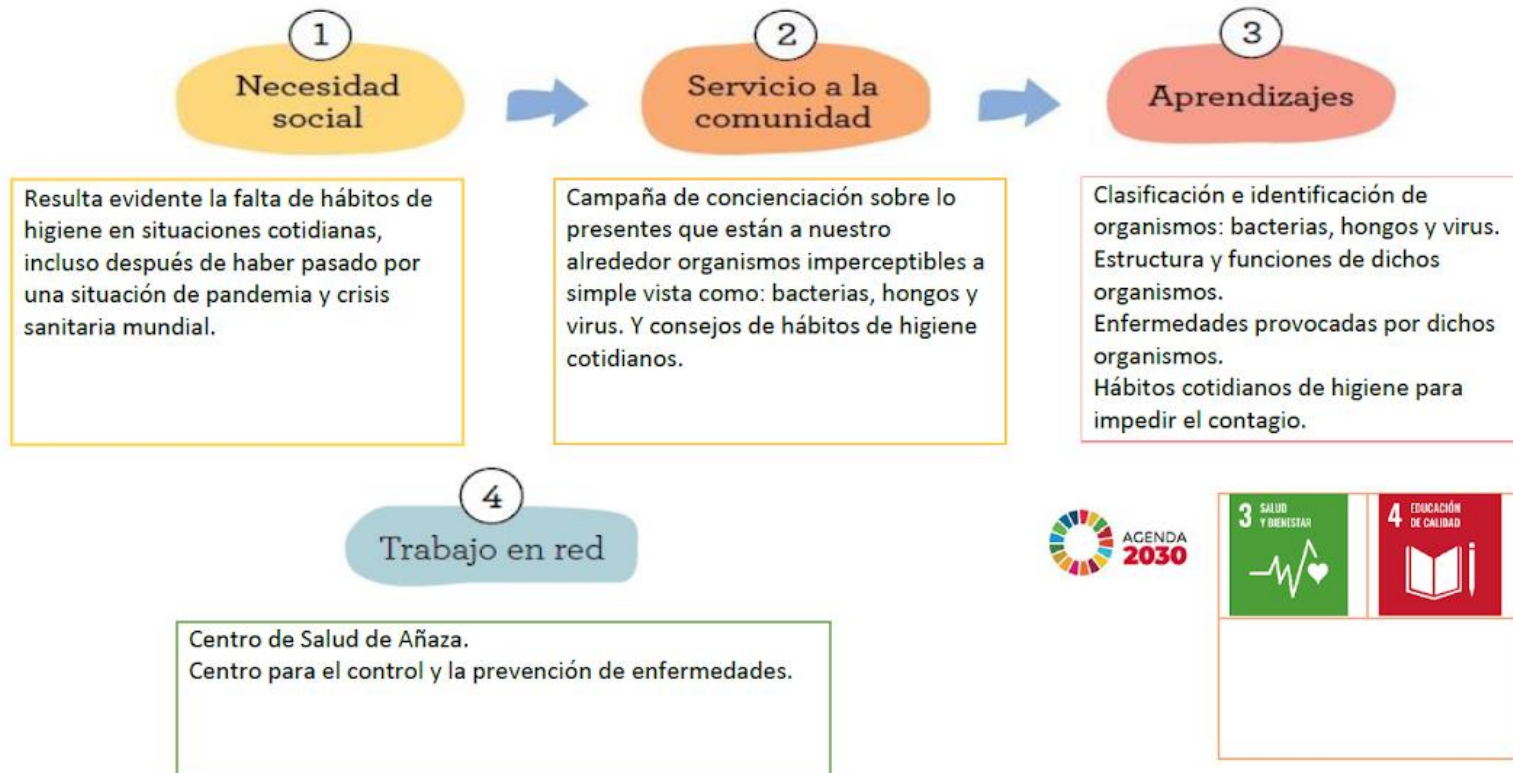 1
Necesidad
social
2
Servicio a la
comunidad
3
Aprendizajes
Resulta evidente la falta de hábitos de
higiene en situaciones cotidianas,
incluso después de haber pasado por
una situación de pandemia y crisis
sanitaria mundial.
Campaña de concienciación sobre lo
presentes que están a nuestro
alrededor organismos imperceptibles a
simple vista como: bacterias, hongos y
virus. Y consejos de hábitos de higiene
cotidianos.
Clasificación e identificación de
organismos: bacterias, hongos y virus.
Estructura y funciones de dichos
organismos.
Enfermedades provocadas por dichos
organismos.
Hábitos cotidianos de higiene para
impedir el contagio.
4
Trabajo en red
Centro de Salud de Añaza.
Centro para el control y la prevención de enfermedades.
AGENDA
2030
3 SALUD
Y BIENESTAR
4 EDUCACIÓN
DE CALIDAD